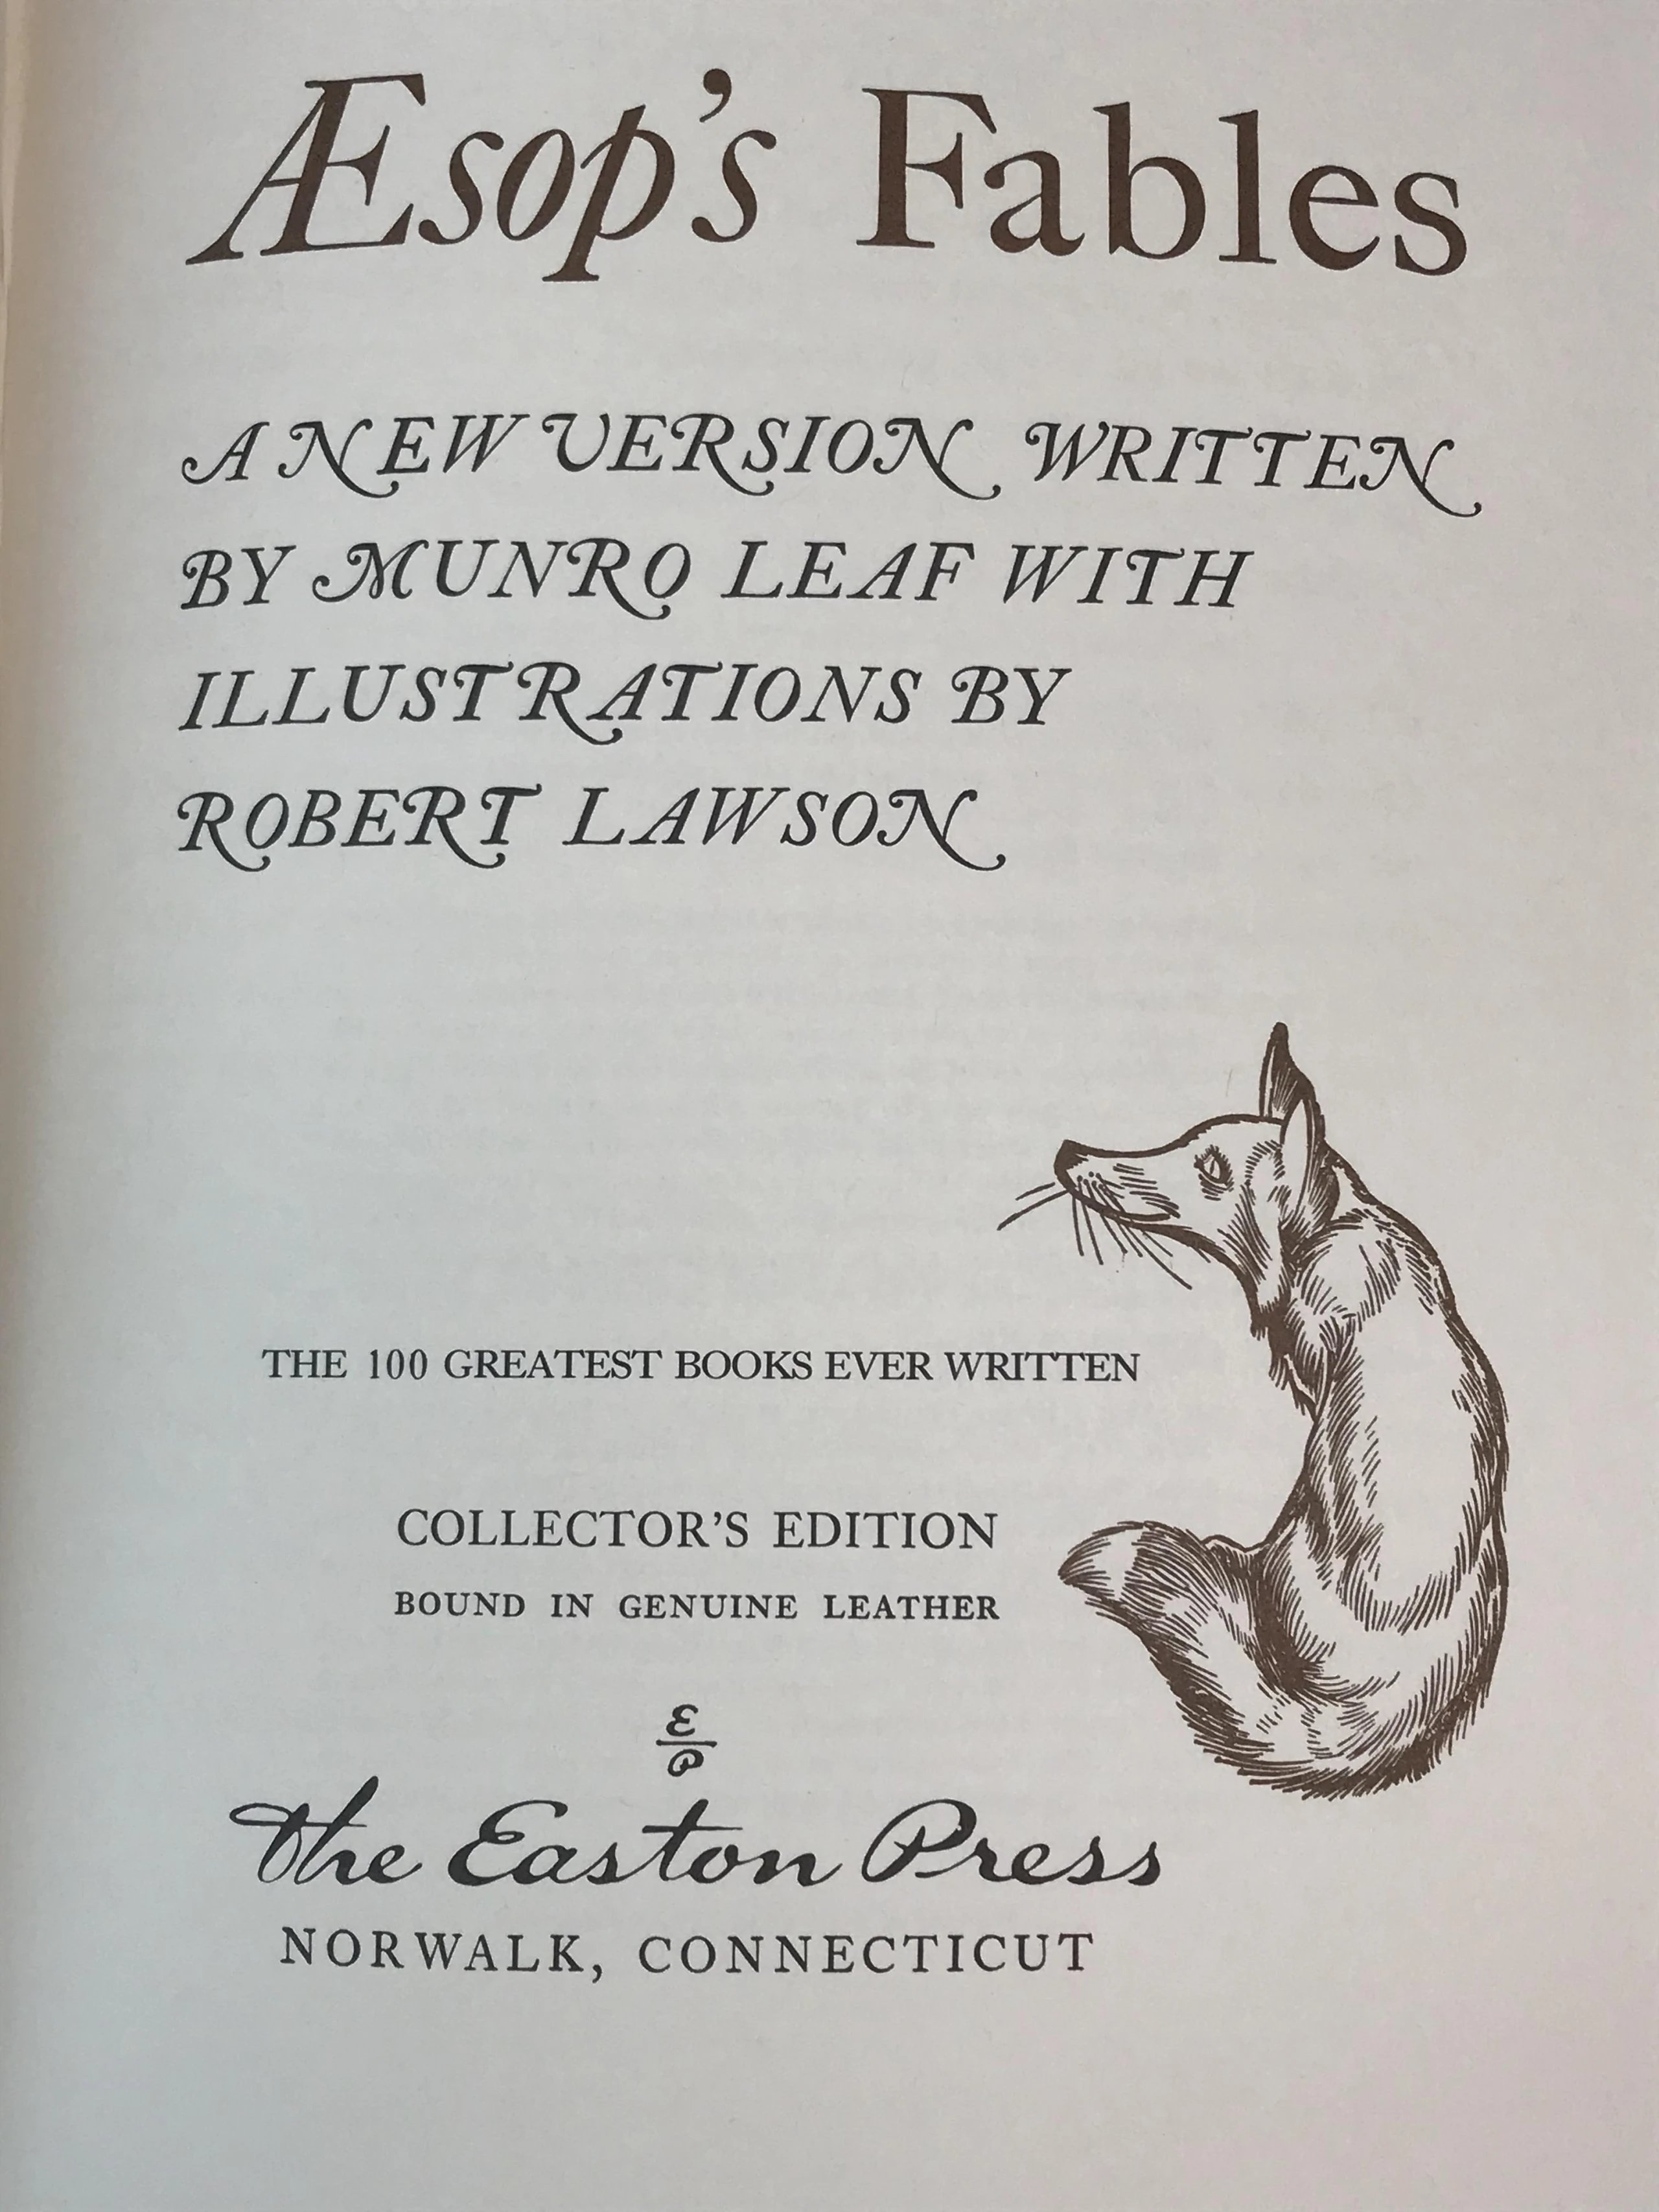 Æsop's Fables
A NEW VERSION WRITTEN
BY MUNRO LEAF WITH
ILLUSTRATIONS BY
ROBERT LAWSON
THE 100 GREATEST BOOKS EVER WRITTEN
COLLECTOR'S EDITION
BOUND IN GENUINE LEATHER
E
P
The Easton Press
NORWALK, CONNECTICUT